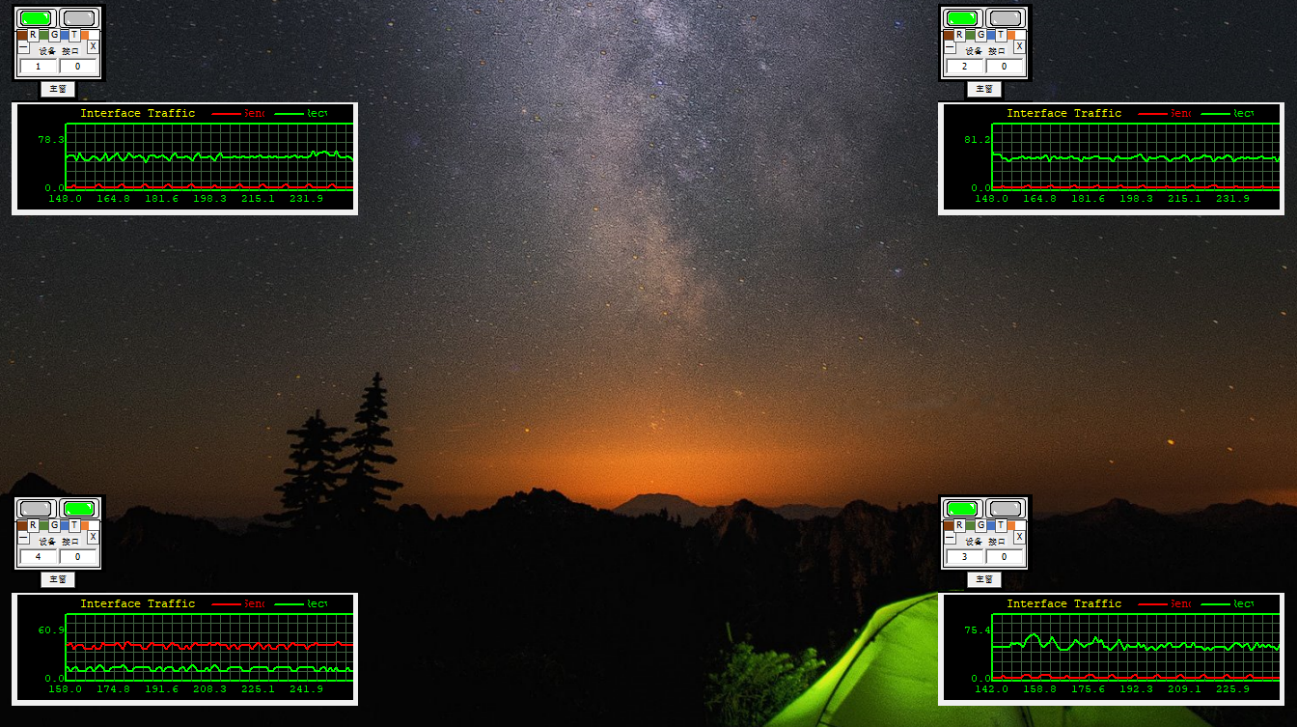 R G T
— X
设备 接口
1 0
主窗
Interface Traffic
78.3
0.0
148.0 164.8 181.6 198.3 215.1 231.9
R G T
— X
设备 接口
2 0
主窗
Interface Traffic
81.2
0.0
148.0 164.8 181.6 198.3 215.1 231.9
R G T
— X
设备 接口
4 0
主窗
Interface Traffic
60.9
0.0
158.0 174.8 191.6 208.3 225.1 241.9
R G T
— X
设备 接口
3 0
主窗
Interface Traffic
75.4
0.0
142.0 158.8 175.6 192.3 209.1 225.9